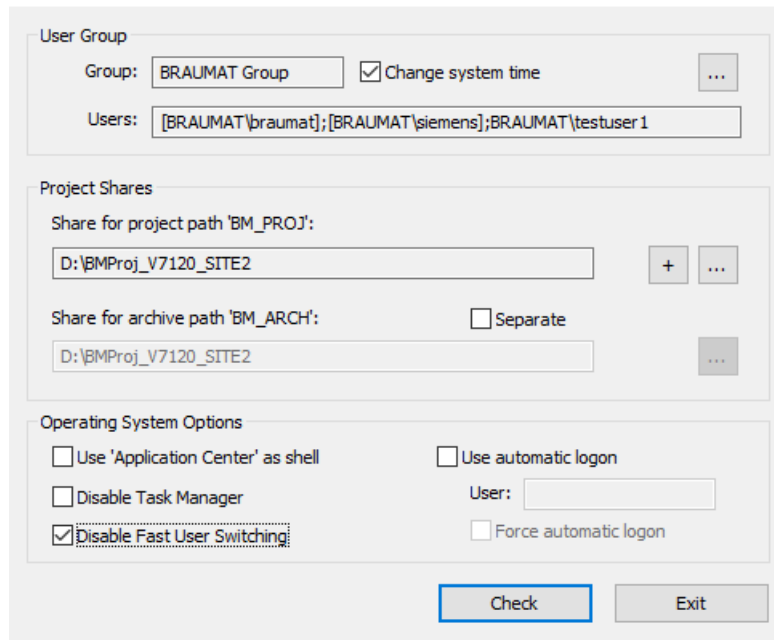 User Group
Group: BRAUMAT Group Change system time ...
Users: [BRAUMAT\braumat];[BRAUMAT\siemens];BRAUMAT\testuser1
Project Shares
Share for project path 'BM_PROJ':
D:\BMProj_V7120_SITE2 + ...
Share for archive path 'BM_ARCH': Separate
D:\BMProj_V7120_SITE2 ...
Operating System Options
Use 'Application Center' as shell Use automatic logon
Disable Task Manager User:
Disable Fast User Switching Force automatic logon
Check Exit